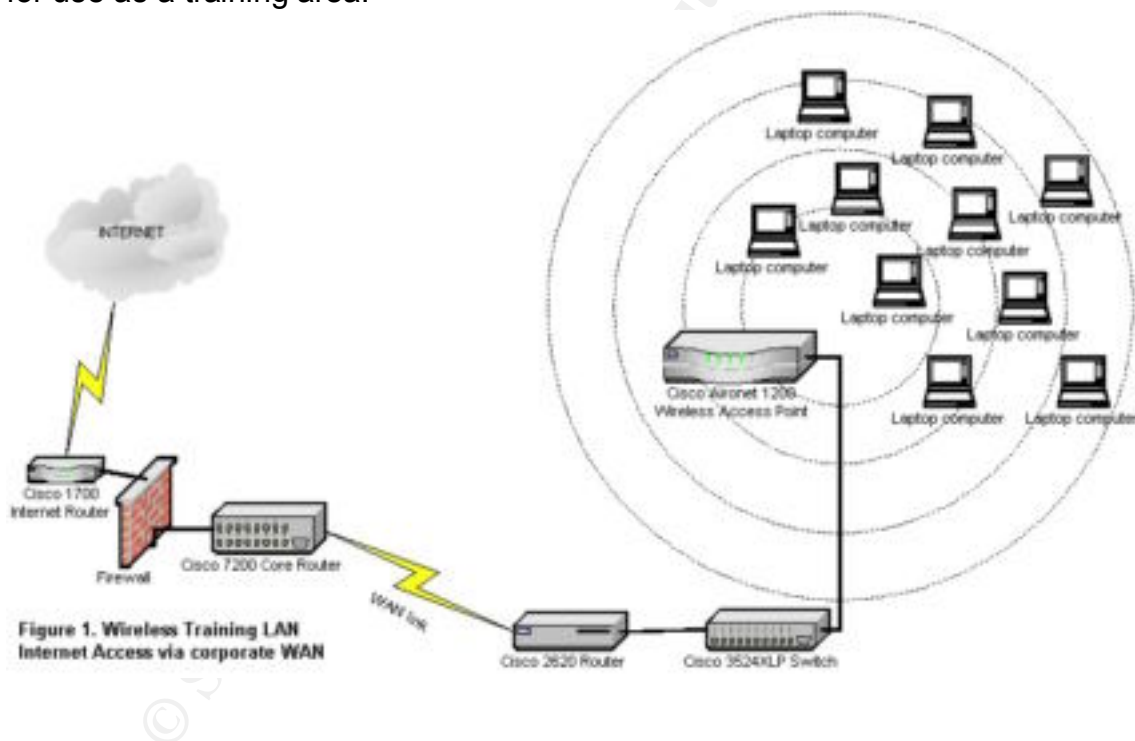 for use as a training area.
Laptop computer
Laptop computer
Laptop computer
Laptop computer
Laptop computer
Laptop computer
Laptop computer
Laptop computer
Laptop computer
Laptop computer
INTERNET
Cisco Aironet 1200
Wireless Access Point
Cisco 1700
Internet Router
Firewall
Cisco 7200 Core Router
WAN link
Cisco 2620 Router
Cisco 3524XLP Switch
Figure 1. Wireless Training LAN
Internet Access via corporate WAN
©